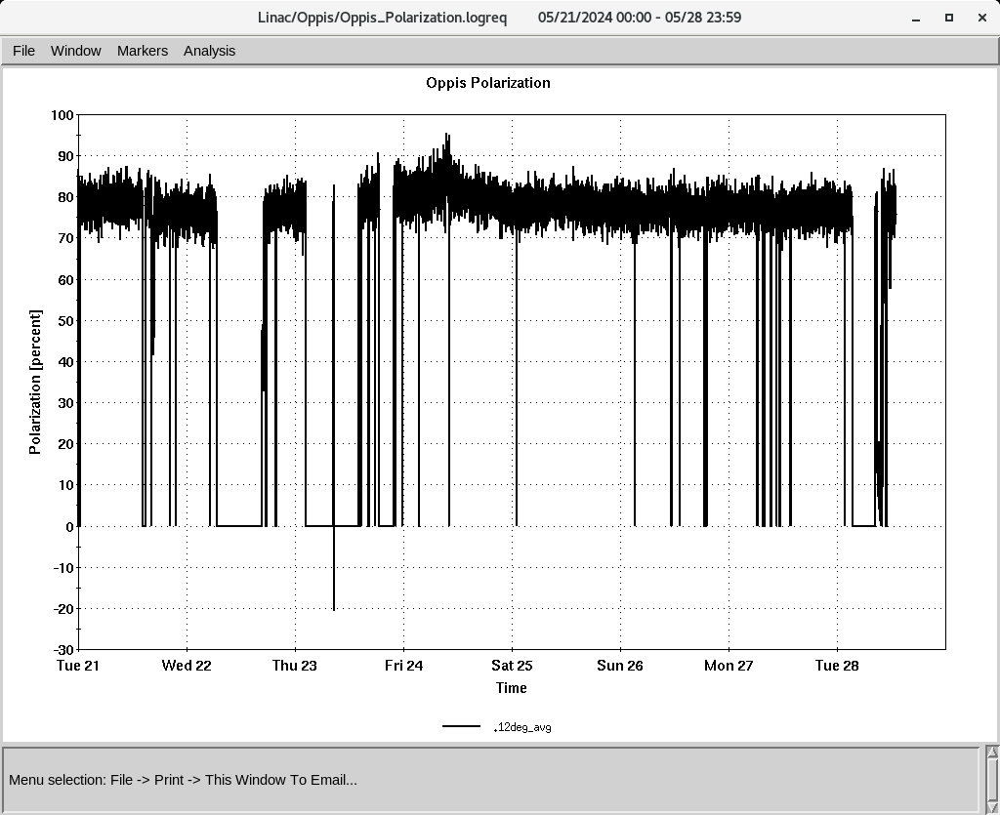 Linac/Oppis/Oppis_Polarization.logreq 05/21/2024 00:00 - 05/28 23:59
File Window Markers Analysis
Oppis Polarization
100
90
80
70
60
50
40
30
20
10
0
-10
-20
-30
Polarization [percent]
Tue 21 Wed 22 Thu 23 Fri 24 Sat 25 Sun 26 Mon 27 Tue 28
Time
.12deg_avg
Menu selection: File -> Print -> This Window To Email...